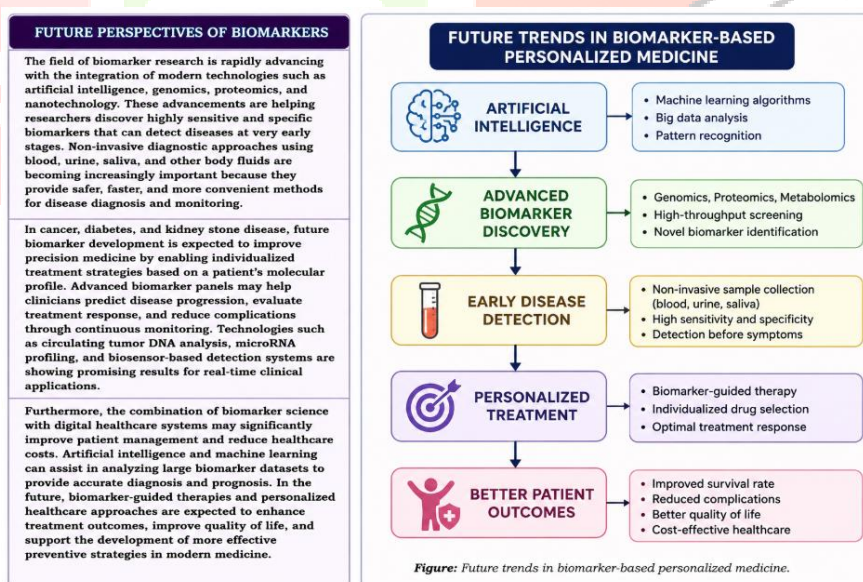 FUTURE PERSPECTIVES OF BIOMARKERS
The field of biomarker research is rapidly advancing
with the integration of modern technologies such as
artificial intelligence, genomics, proteomics, and
nanotechnology. These advancements are helping
researchers discover highly sensitive and specific
biomarkers that can detect diseases at very early
stages. Non-invasive diagnostic approaches using
blood, urine, saliva, and other body fluids are
becoming increasingly important because they
provide safer, faster, and more convenient methods
for disease diagnosis and monitoring.
In cancer, diabetes, and kidney stone disease, future
biomarker development is expected to improve
precision medicine by enabling individualized
treatment strategies based on a patient's molecular
profile. Advanced biomarker panels may help
clinicians predict disease progression, evaluate
treatment response, and reduce complications
through continuous monitoring. Technologies such
as circulating tumor DNA analysis, microRNA
profiling, and biosensor-based detection systems are
showing promising results for real-time clinical
applications.
Furthermore, the combination of biomarker science
with digital healthcare systems may significantly
improve patient management and reduce healthcare
costs. Artificial intelligence and machine learning
can assist in analyzing large biomarker datasets to
provide accurate diagnosis and prognosis. In the
future, biomarker-guided therapies and personalized
healthcare approaches are expected to enhance
treatment outcomes, improve quality of life, and
support the development of more effective
preventive strategies in modern medicine.
FUTURE TRENDS IN BIOMARKER-BASED
PERSONALIZED MEDICINE
ARTIFICIAL
INTELLIGENCE
• Machine learning algorithms
• Big data analysis
• Pattern recognition
ADVANCED
BIOMARKER
DISCOVERY
• Genomics, Proteomics, Metabolomics
• High-throughput screening
• Novel biomarker identification
EARLY DISEASE
DETECTION
• Non-invasive sample collection
(blood, urine, saliva)
• High sensitivity and specificity
• Detection before symptoms
PERSONALIZED
TREATMENT
• Biomarker-guided therapy
• Individualized drug selection
• Optimal treatment response
BETTER PATIENT
OUTCOMES
• Improved survival rate
• Reduced complications
• Better quality of life
• Cost-effective healthcare
Figure: Future trends in biomarker-based personalized medicine.